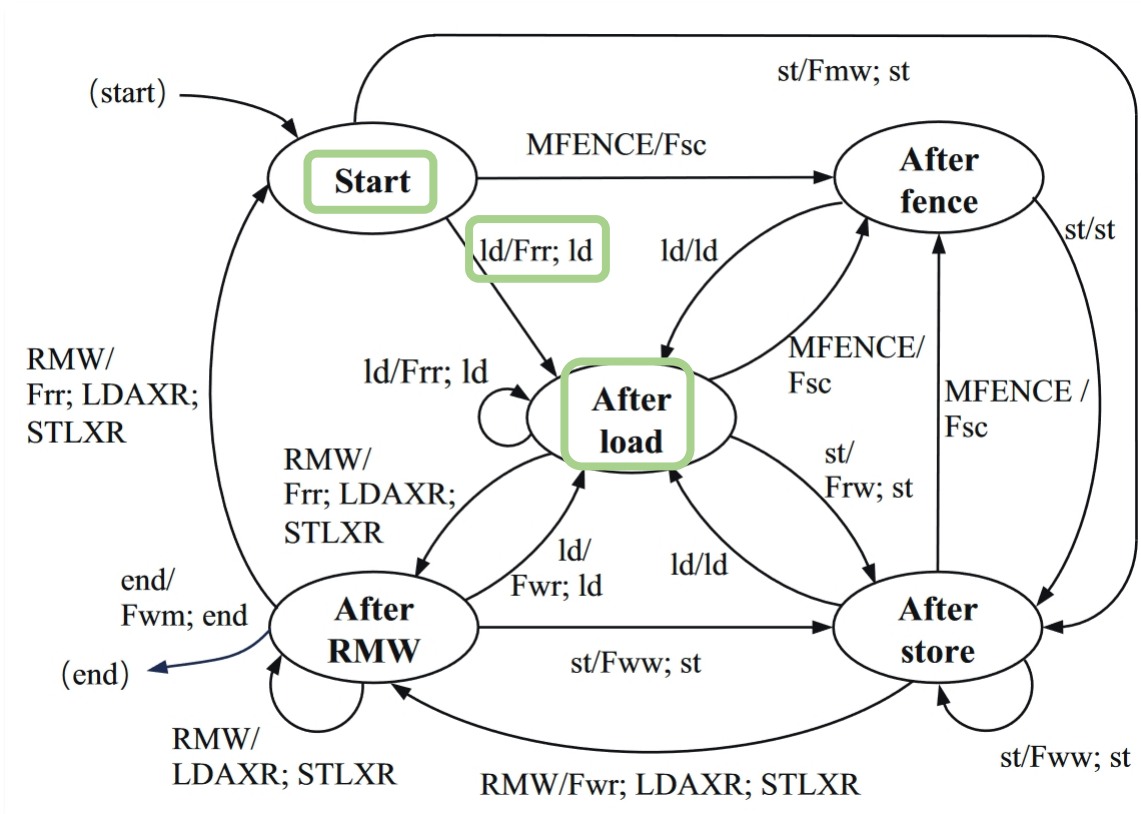 st/Fmw; st
(start)
MFENCE/Fsc
After
fence
Start
st/st
ld/Frr; ld
ld/ld
RMW/
Frr; LDAXR;
STLXR
MFENCE/
Fsc
ld/Frr; ld
MFENCE /
Fsc
After
load
RMW/
Frr; LDAXR;
STLXR
st/
Frw; st
ld/
Fwr; ld
ld/ld
end/
Fwm; end
After
RMW
After
store
(end)
st/Fww; st
RMW/
LDAXR; STLXR
RMW/Fwr; LDAXR; STLXR
st/Fww; st